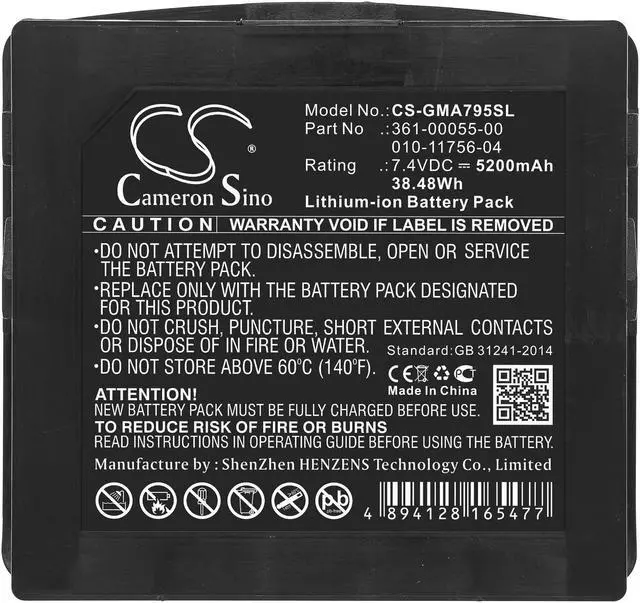 CS
®
Cameron Sino
Model No.: CS-GMA795SL
Part No :361-00055-00
010-11756-04
Rating :7.4VDC ⎓ 5200mAh
38.48Wh
Lithium-ion Battery Pack
CAUTION WARRANTY VOID IF LABEL IS REMOVED
•DO NOT ATTEMPT TO DISASSEMBLE, OPEN OR SERVICE
THE BATTERY PACK.
•REPLACE ONLY WITH THE BATTERY PACK DESIGNATED
FOR THIS PRODUCT.
•DO NOT CRUSH, PUNCTURE, SHORT EXTERNAL CONTACTS
OR DISPOSE OF IN FIRE OR WATER.
Standard:GB 31241-2014
•DO NOT STORE ABOVE 60°C (140°F).
CE
Made In China
ATTENTION!
NEW BATTERY PACK MUST BE FULLY CHARGED BEFORE USE.
TO REDUCE RISK OF FIRE OR BURNS
READ INSTRUCTIONS IN OPERATING GUIDE BEFORE USING BATTERY.
Manufacture by : ShenZhen HENZENS Technology Co., Limited
pb
4 894128 165477